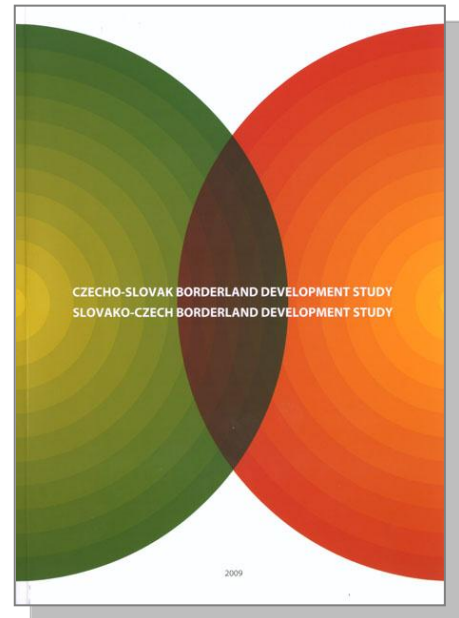 CZECHO-SLOVAK BORDERLAND DEVELOPMENT STUDY
SLOVAKO-CZECH BORDERLAND DEVELOPMENT STUDY
2009